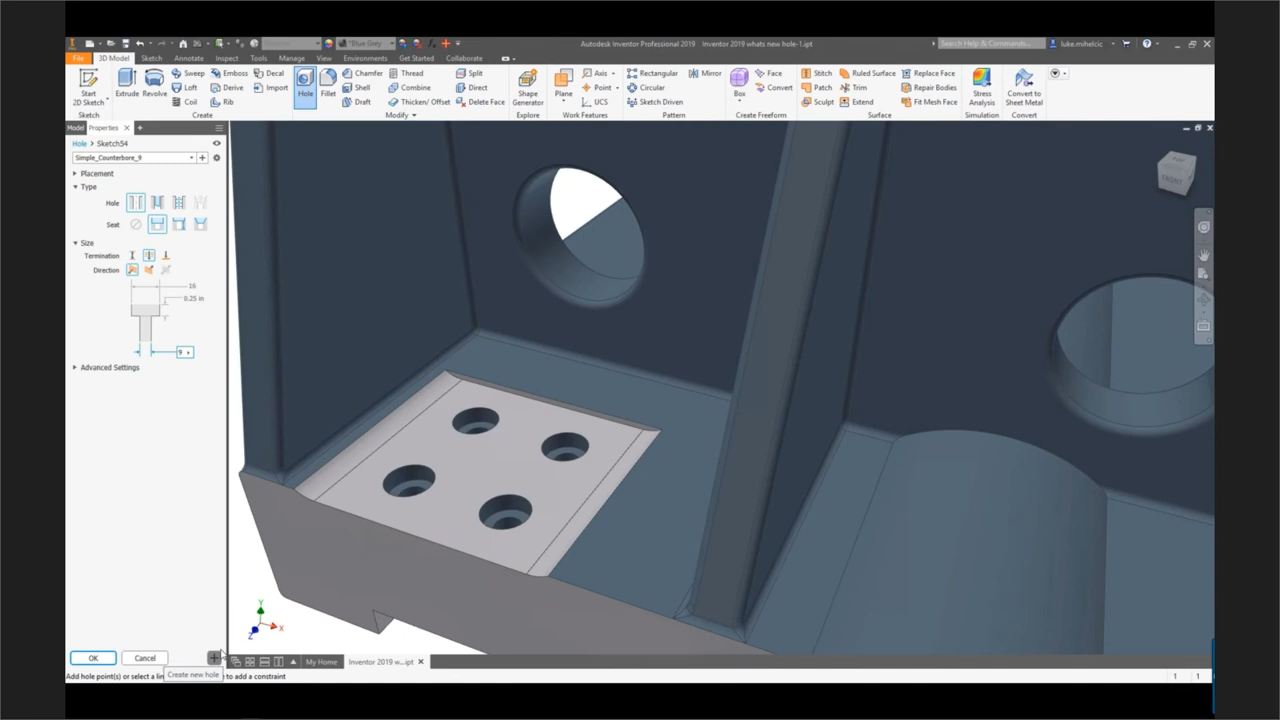 "Blue Grey
Autodesk Inventor Professional 2019 Inventor 2019 whats new hole-1.ipt
Search Help & Commands...
luke.mihelcic
File 3D Model Sketch Annotate Inspect Tools Manage View Environments Get Started Collaborate
Start
2D Sketch
Sketch
Extrude Revolve
Sweep Emboss Decal
Loft Derive Import
Coil Rib
Create
Hole Fillet
Chamfer Thread Split
Shell Combine Direct
Draft Thicken/ Offset Delete Face
Modify
Shape
Generator
Explore
Plane
Axis
Point
UCS
Work Features
Rectangular Mirror
Circular
Sketch Driven
Pattern
Box
Face
Convert
Create Freeform
Stitch Ruled Surface Replace Face
Patch Trim Repair Bodies
Sculpt Extend Fit Mesh Face
Surface
Stress
Analysis
Simulation
Convert to
Sheet Metal
Convert
Model Properties
Hole > Sketch54
Simple_Counterbore_9
Placement
Type
Hole
Seat
Size
Termination
Direction
16
0.25 in
9
Advanced Settings
OK Cancel
Create new hole
TOP
FRONT
Y
X
Z
My Home Inventor 2019 w...ipt
Add hole point(s) or select a lin
to add a constraint
1 1